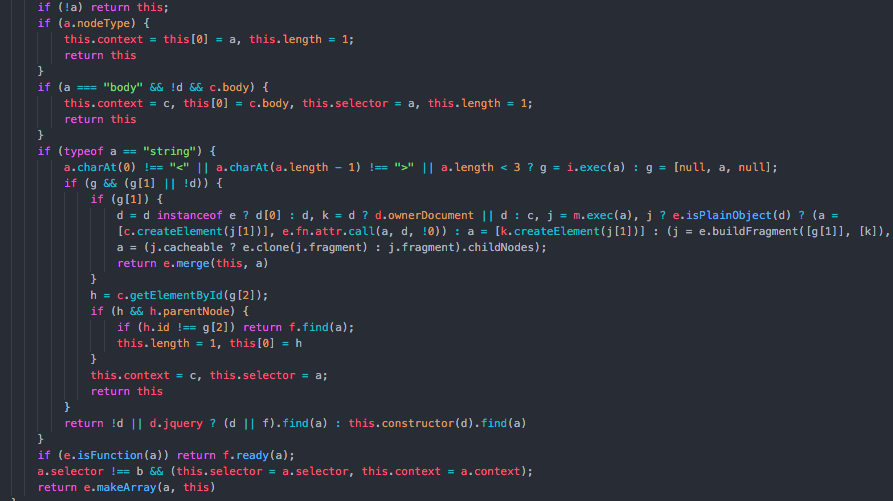 if (!a) return this;
if (a.nodeType) {
this.context = this[0] = a, this.length = 1;
return this
}
if (a === "body" && !d && c.body) {
this.context = c, this[0] = c.body, this.selector = a, this.length = 1;
return this
}
if (typeof a == "string") {
a.charAt(0) !== "<" || a.charAt(a.length - 1) !== ">" || a.length < 3 ? g = i.exec(a) : g = [null, a, null];
if (g && (g[1] || !d)) {
if (g[1]) {
d = d instanceof e ? d[0] : d, k = d ? d.ownerDocument || d : c, j = m.exec(a), j ? e.isPlainObject(d) ? (a =
[c.createElement(j[1])], e.fn.attr.call(a, d, !0)) : a = [k.createElement(j[1])] : (j = e.buildFragment([g[1]], [k]),
a = (j.cacheable ? e.clone(j.fragment) : j.fragment).childNodes);
return e.merge(this, a)
}
h = c.getElementById(g[2]);
if (h && h.parentNode) {
if (h.id !== g[2]) return f.find(a);
this.length = 1, this[0] = h
}
this.context = c, this.selector = a;
return this
}
return !d || d.jquery ? (d || f).find(a) : this.constructor(d).find(a)
}
if (e.isFunction(a)) return f.ready(a);
a.selector !== b && (this.selector = a.selector, this.context = a.context);
return e.makeArray(a, this)